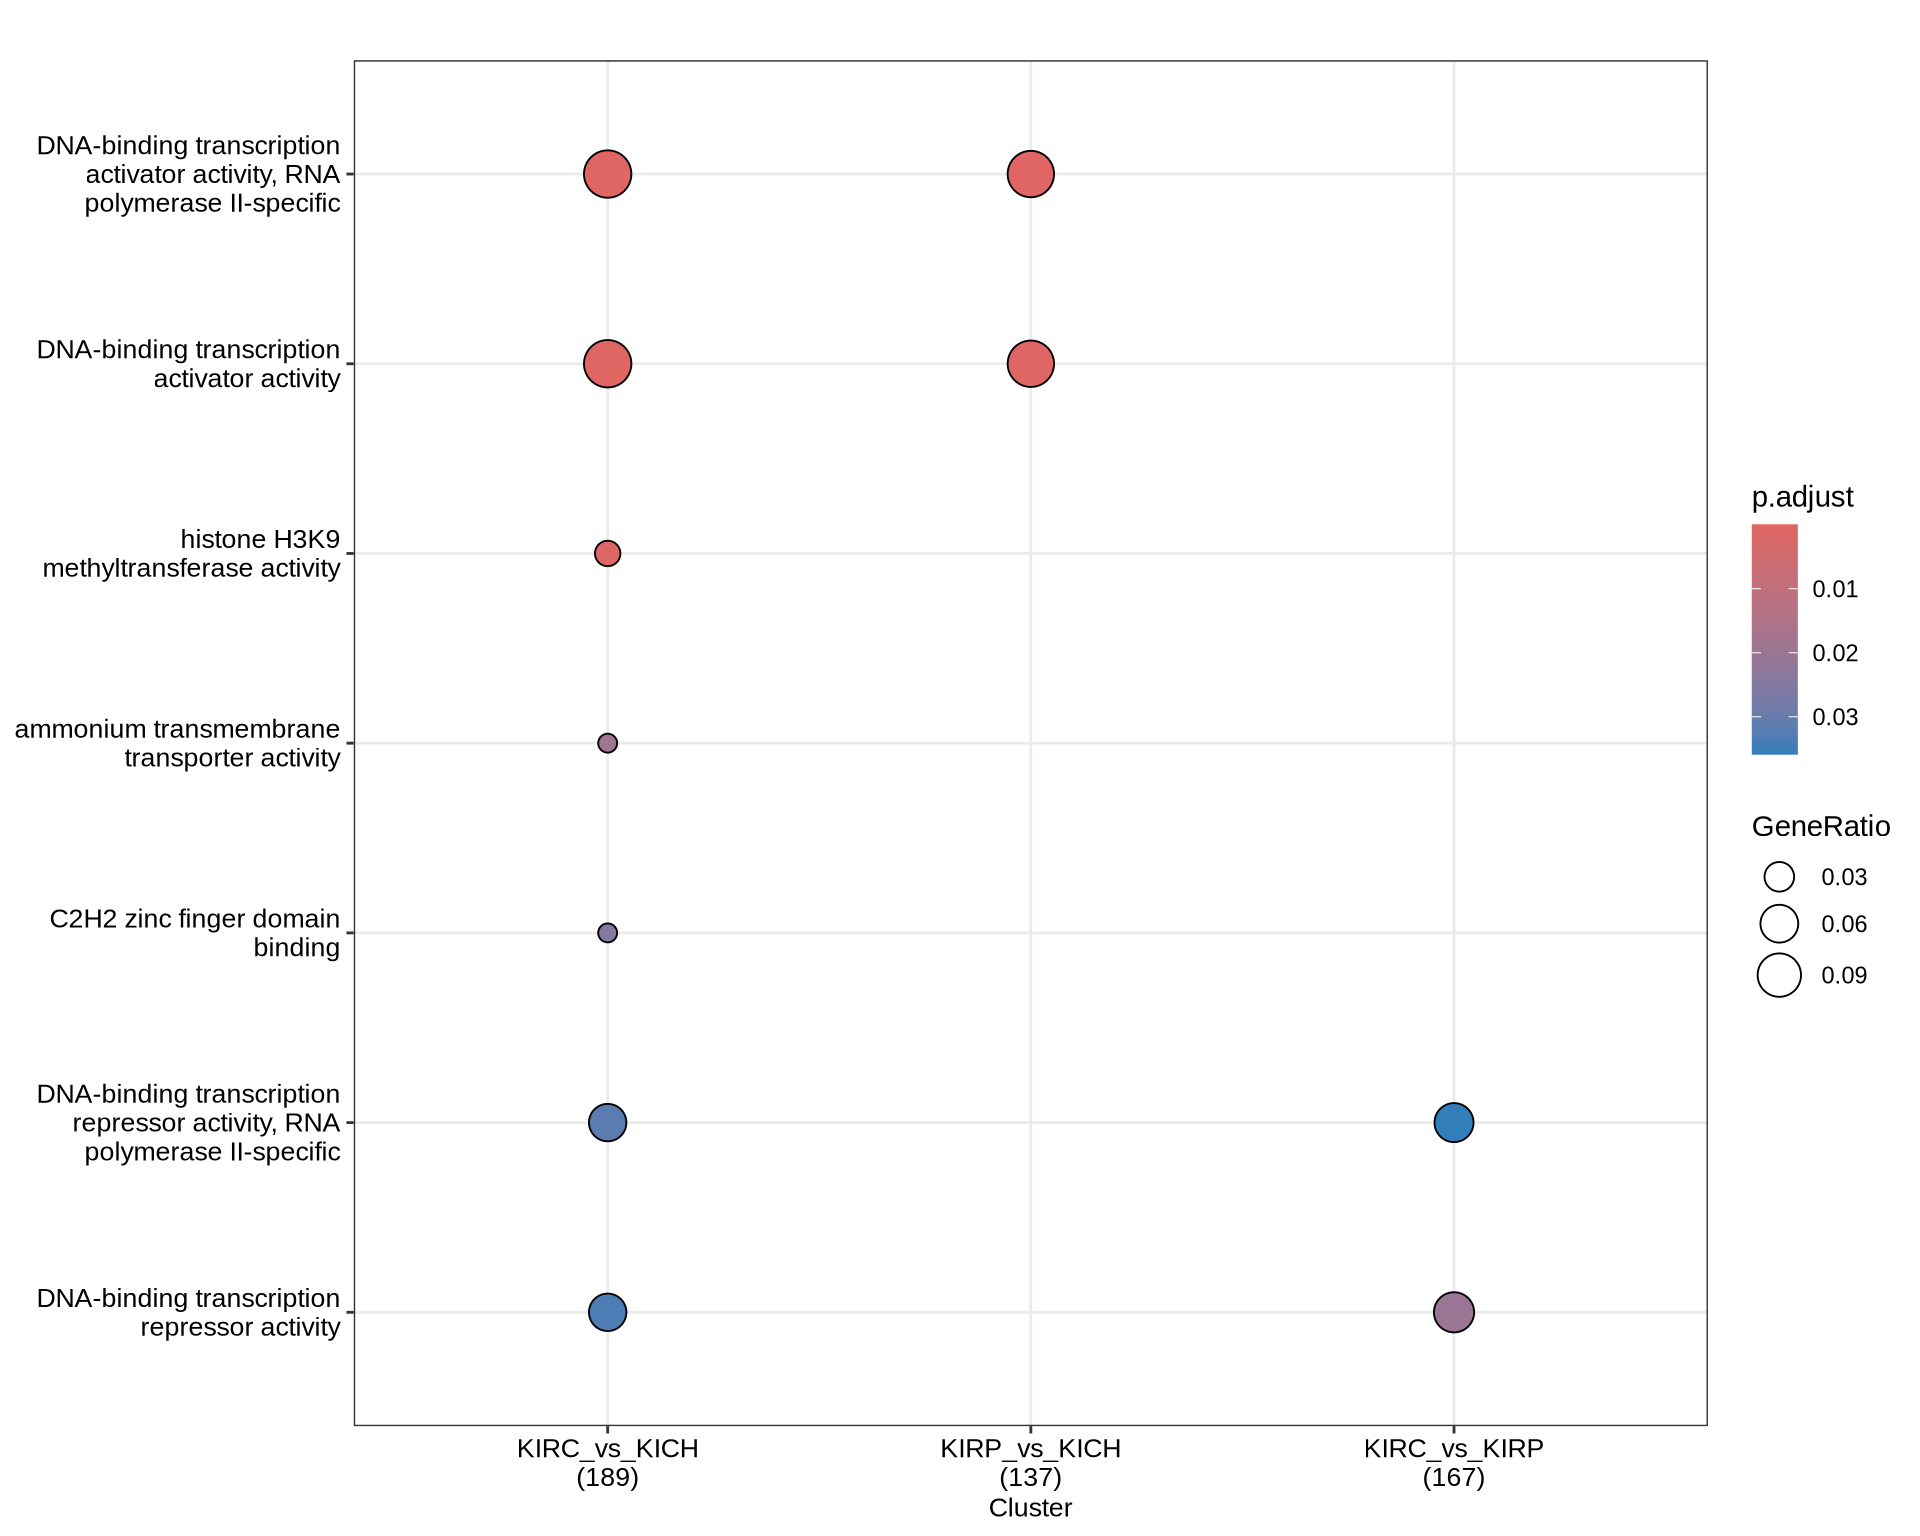 DNA-binding transcription
activator activity, RNA
polymerase II-specific
DNA-binding transcription
activator activity
histone H3K9
methyltransferase activity
ammonium transmembrane
transporter activity
C2H2 zinc finger domain
binding
DNA-binding transcription
repressor activity, RNA
polymerase II-specific
DNA-binding transcription
repressor activity
KIRC_vs_KICH
(189)
KIRP_vs_KICH
(137)
KIRC_vs_KIRP
(167)
Cluster
p.adjust
0.01
0.02
0.03
GeneRatio
0.03
0.06
0.09